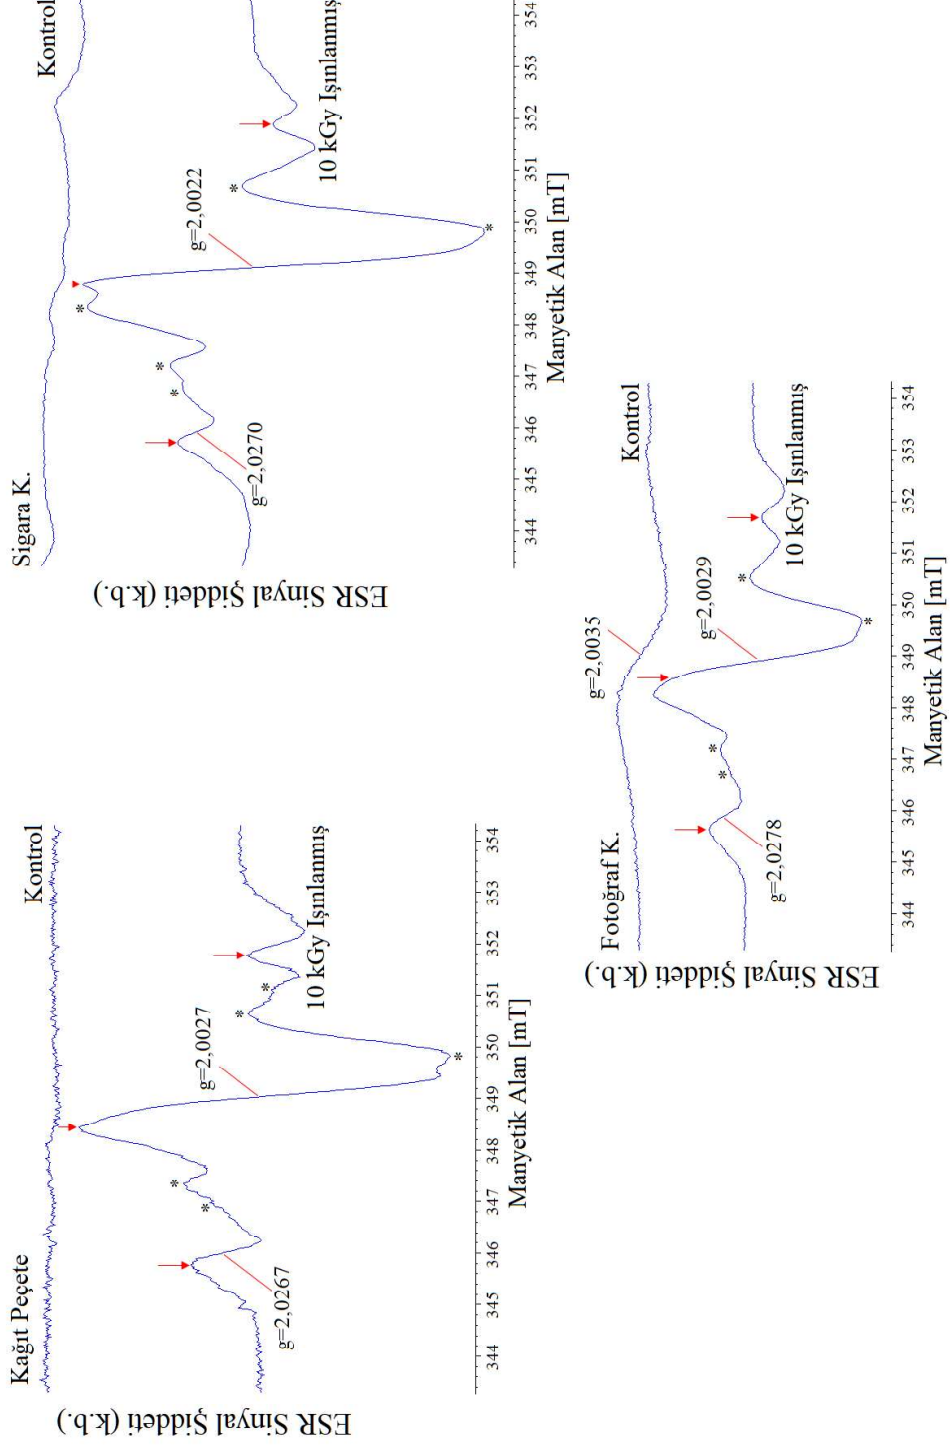 Kağıt Peçete
Kontrol
g=2,0027
g=2,0267
10 kGy Işınlanmış
* * * * *
ESR Sinyal Şiddeti (k.b.)
344 345 346 347 348 349 350 351 352 353 354
Manyetik Alan [mT]
Sigara K.
Kontrol
g=2,0022
g=2,0270
10 kGy Işınlanmış
* * * * *
ESR Sinyal Şiddeti (k.b.)
344 345 346 347 348 349 350 351 352 353 354
Manyetik Alan [mT]
Fotoğraf K.
Kontrol
g=2,0035
g=2,0029
g=2,0278
10 kGy Işınlanmış
* * * *
ESR Sinyal Şiddeti (k.b.)
344 345 346 347 348 349 350 351 352 353 354
Manyetik Alan [mT]